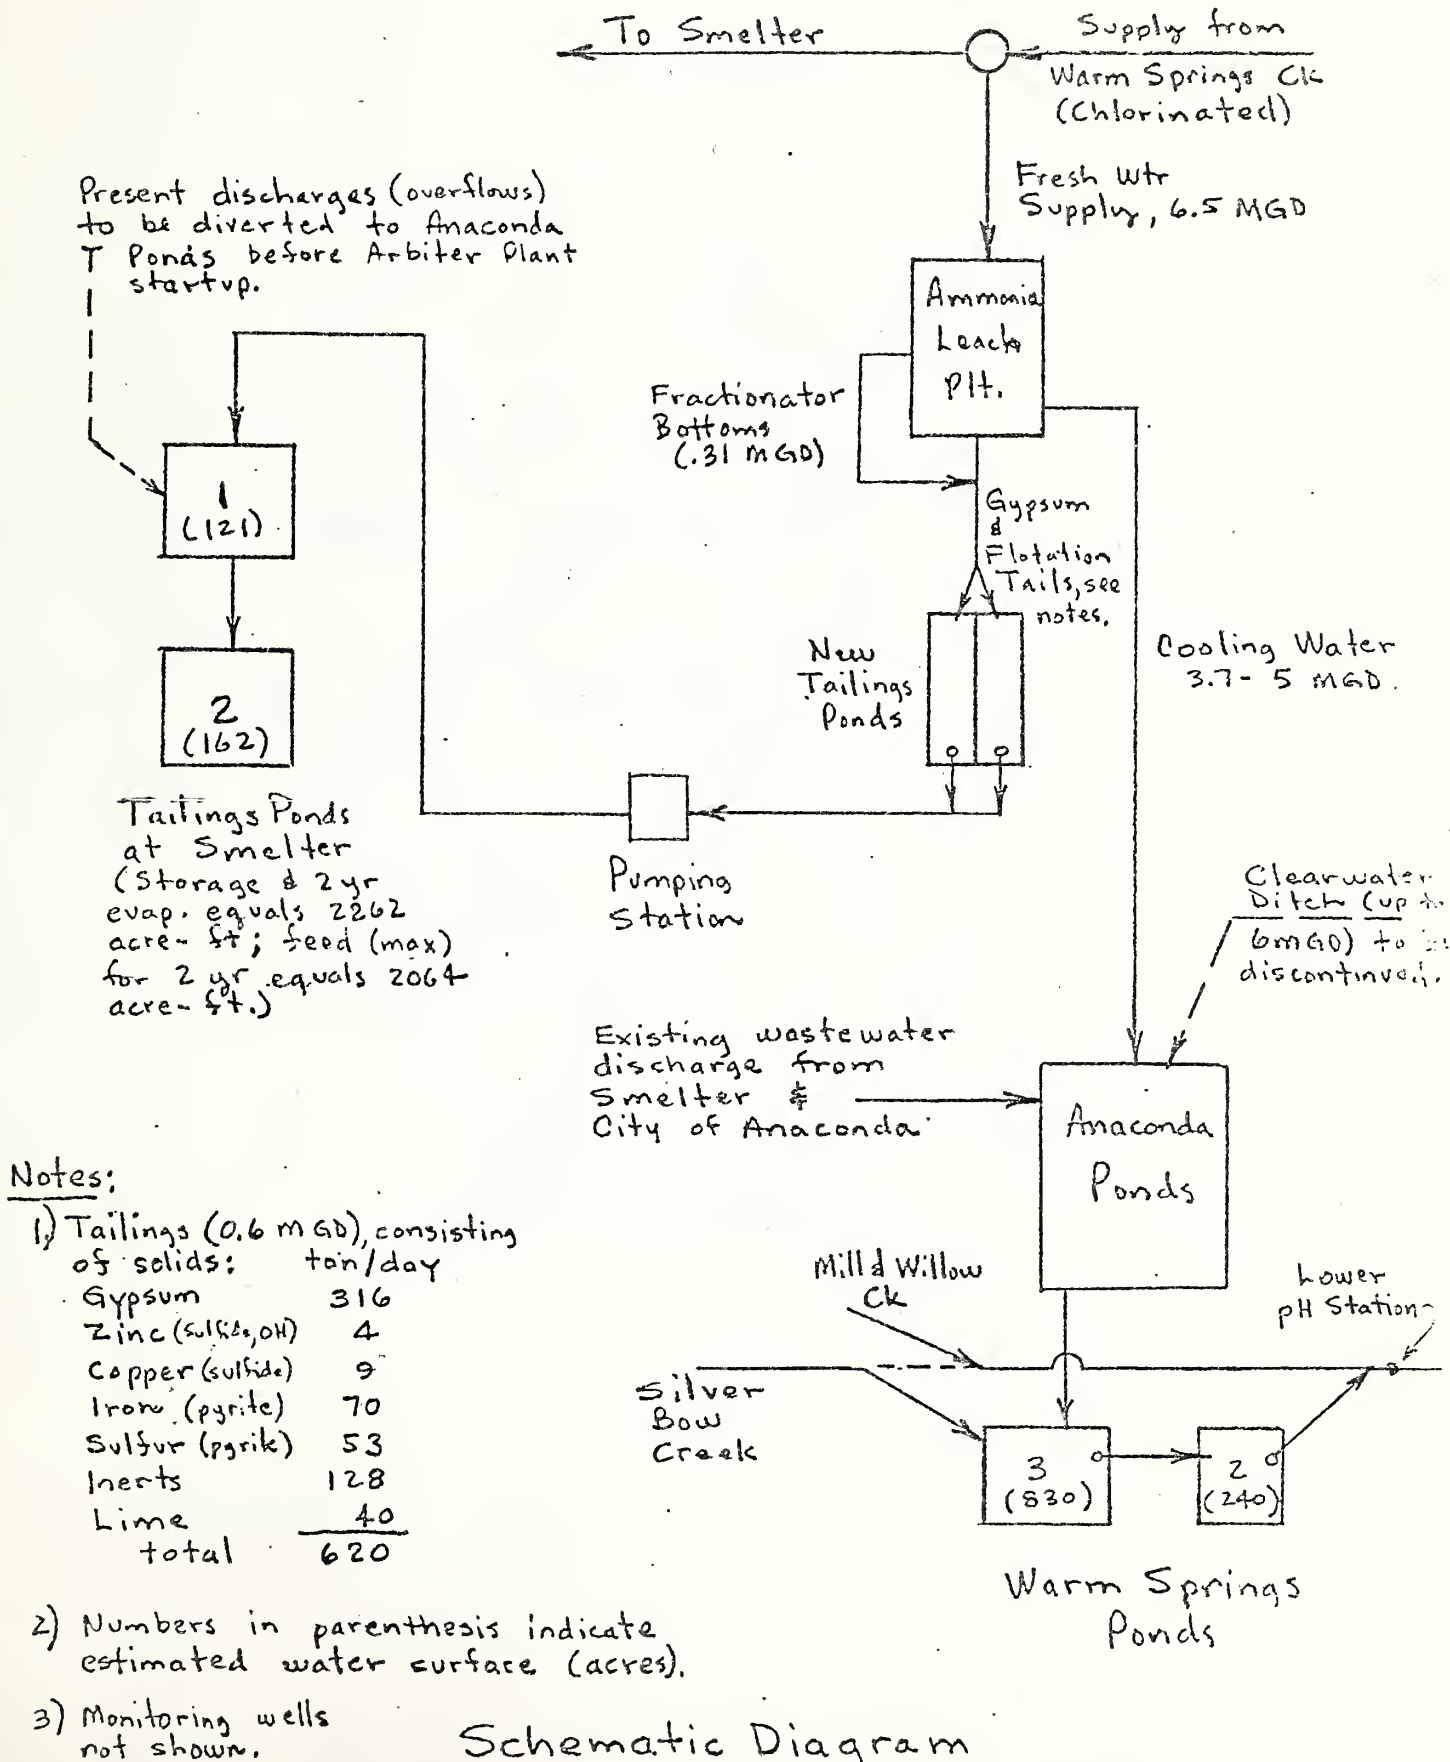 To Smelter
Supply from
Warm Springs Ck
(Chlorinated)
Fresh Wtr
Supply, 6.5 MGD
Present discharges (overflows)
to be diverted to Anaconda
Ponds before Arbiter Plant
startup.
Ammonia
Leach
Plt.
Fractionator
Bottoms
(.31 MGD)
1
(121)
Gypsum
&
Flotation
Tails, see
notes.
2
(162)
New
Tailings
Ponds
Cooling Water
3.7-5 MGD.
Tailings Ponds
at Smelter
(Storage & 2 yr
evap. equals 2262
acre-ft; feed (max)
for 2 yr equals 2064
acre-ft.)
Pumping
Station
Clearwater
Ditch (up to
6MGD) to
discontinued.
Existing wastewater
discharge from
Smelter &
City of Anaconda
Anaconda
Ponds
Mill & Willow
Ck
Lower
pH Station
Silver
Bow
Creek
3
(830)
2
(240)
Warm Springs
Ponds
Notes:
1) Tailings (0.6 MGD), consisting
of solids: ton/day
Gypsum 316
Zinc (sulfide, OH) 4
Copper (sulfide) 9
Iron (pyrite) 70
Sulfur (pyrite) 53
Inerts 128
Lime 40
total 620
2) Numbers in parenthesis indicate
estimated water surface (acres).
3) Monitoring wells
not shown.
Schematic Diagram